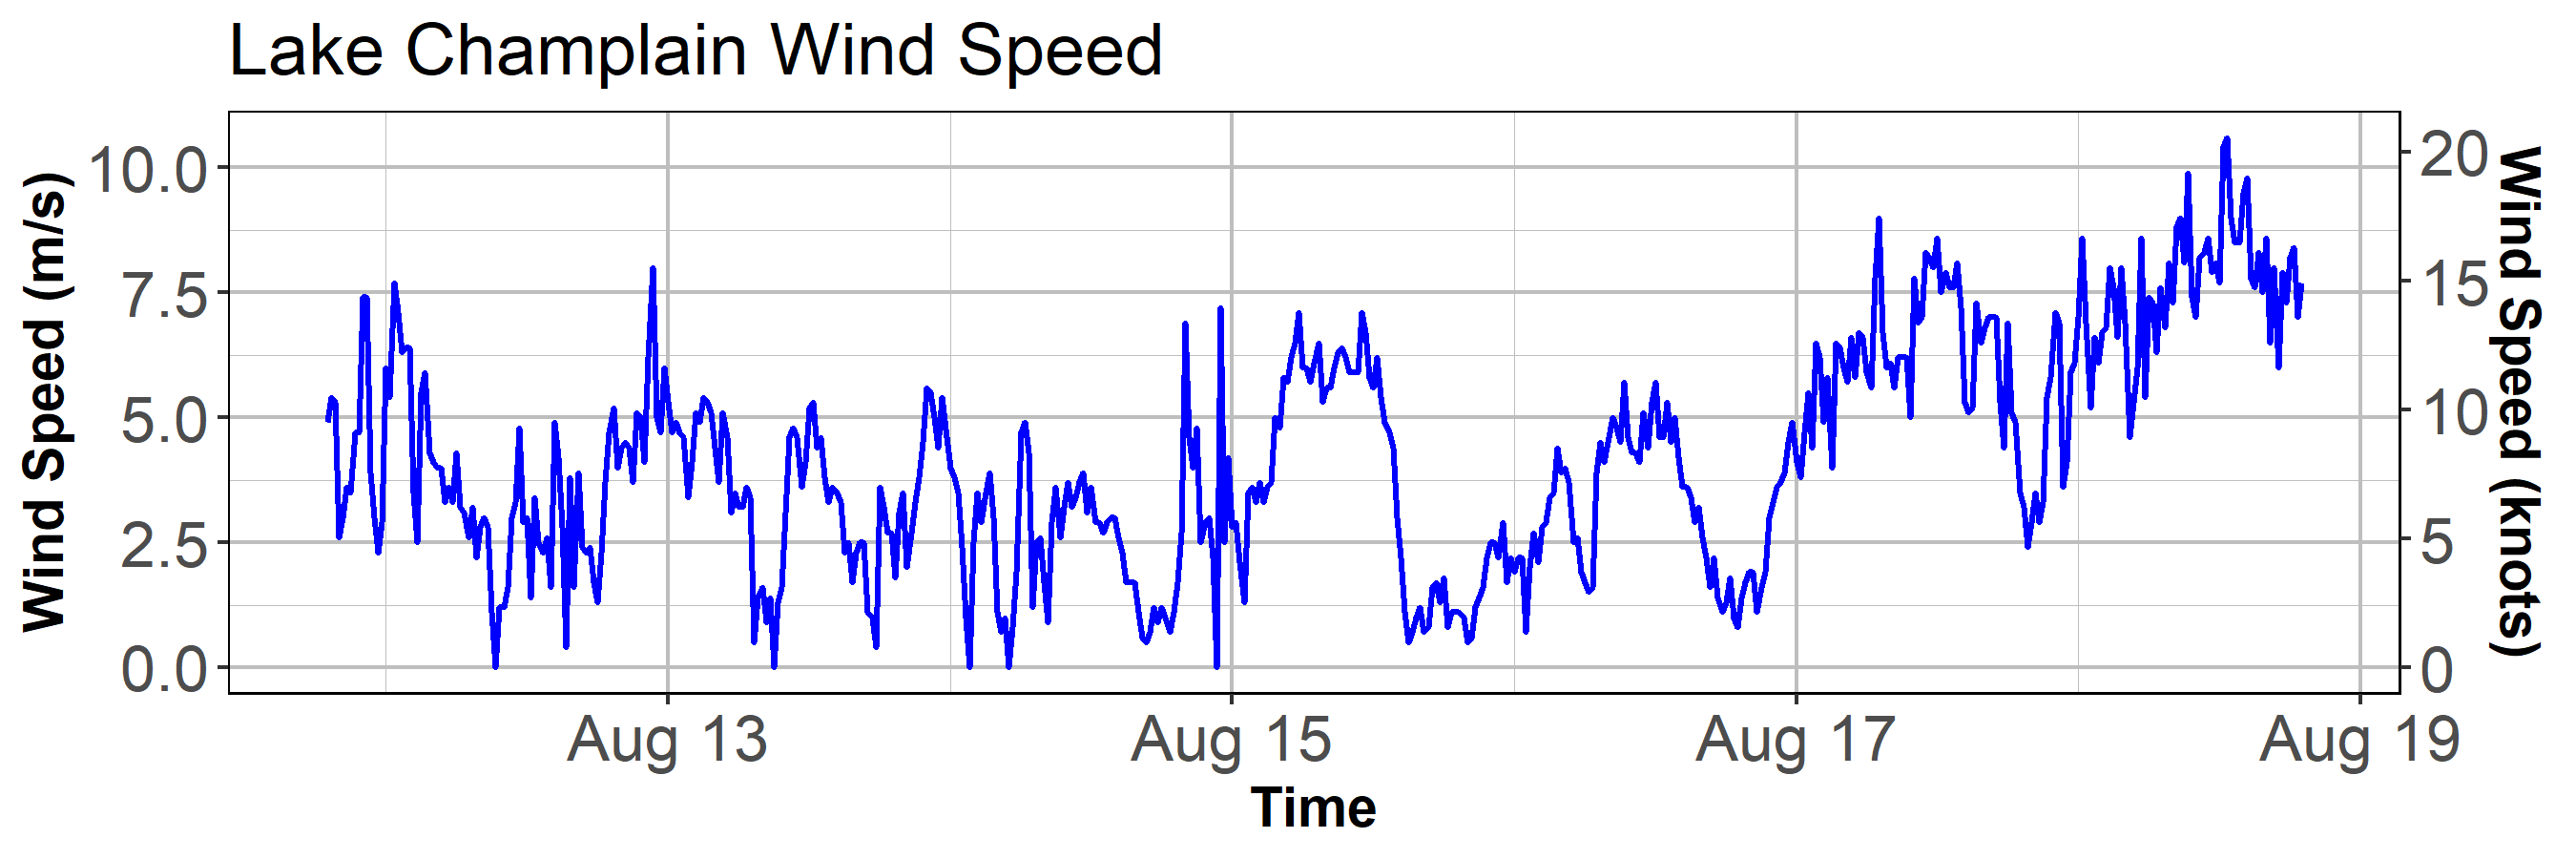 Lake Champlain Wind Speed
Wind Speed (m/s)
10.0
7.5
5.0
2.5
0.0
20
15
10
5
0
Wind Speed (knots)
Aug 13
Aug 15
Aug 17
Aug 19
Time